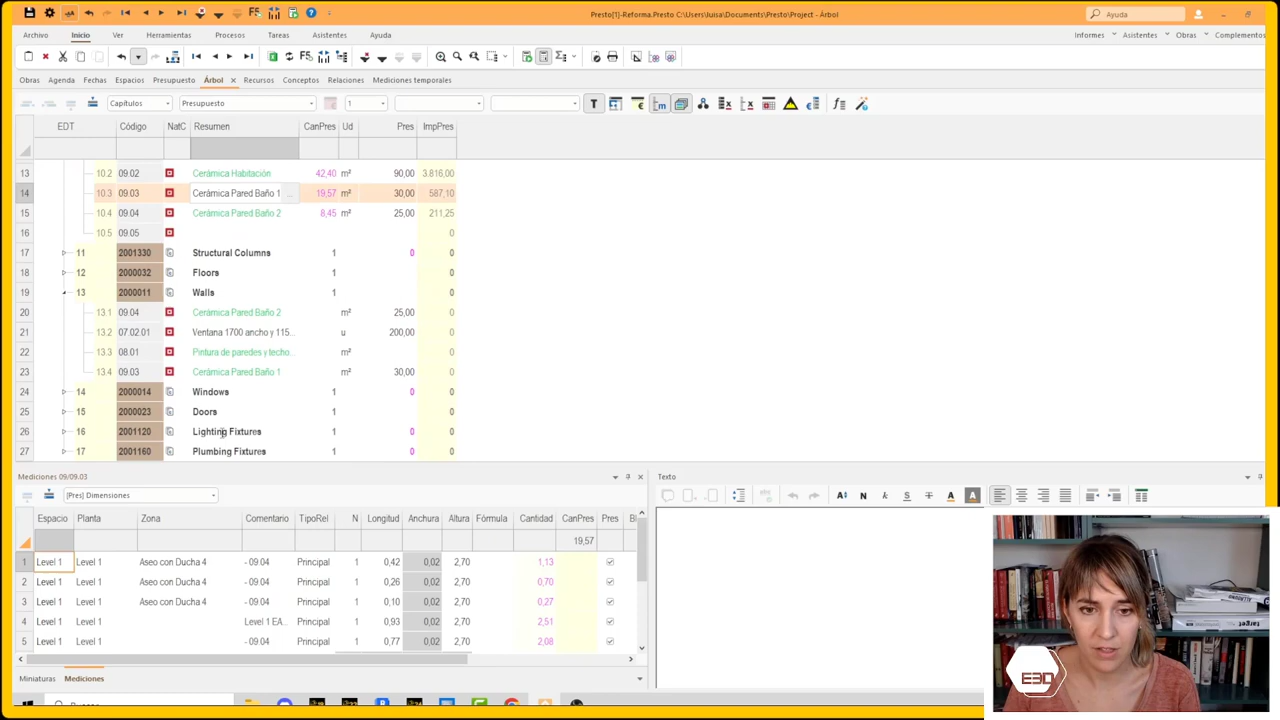 Presto[1]-Reforma.Presto C:\Users\luisa\Documents\Presto\Project - Árbol
Ayuda
Archivo Inicio Ver Herramientas Procesos Tareas Asistentes Ayuda
Informes Asistentes Obras Complementos
Obras Agenda Fechas Espacios Presupuesto Árbol Recursos Conceptos Relaciones Mediciones temporales
Capítulos Presupuesto 1
EDT Código NatC Resumen CanPres Ud Pres ImpPres
13 10.2 09.02 Cerámica Habitación 42,40 m² 90,00 3.816,00
14 10.3 09.03 Cerámica Pared Baño 1 ... 19,57 m² 30,00 587,10
15 10.4 09.04 Cerámica Pared Baño 2 8,45 m² 25,00 211,25
16 10.5 09.05 0
17 11 2001330 Structural Columns 1 0 0
18 12 2000032 Floors 1 0
19 13 2000011 Walls 1 0
20 13.1 09.04 Cerámica Pared Baño 2 m² 25,00 0
21 13.2 07.02.01 Ventana 1700 ancho y 115... u 200,00 0
22 13.3 08.01 Pintura de paredes y techo... m² 0
23 13.4 09.03 Cerámica Pared Baño 1 m² 30,00 0
24 14 2000014 Windows 1 0 0
25 15 2000023 Doors 1 0
26 16 2001120 Lighting Fixtures 1 0 0
27 17 2001160 Plumbing Fixtures 1 0 0
Mediciones 09/09.03
Texto
[Pres] Dimensiones
Espacio Planta Zona Comentario TipoRel N Longitud Anchura Altura Fórmula Cantidad CanPres Pres
19,57
1 Level 1 Level 1 Aseo con Ducha 4 - 09.04 Principal 1 0,42 0,02 2,70 1,13
2 Level 1 Level 1 Aseo con Ducha 4 - 09.04 Principal 1 0,26 0,02 2,70 0,70
3 Level 1 Level 1 Aseo con Ducha 4 - 09.04 Principal 1 0,10 0,02 2,70 0,27
4 Level 1 Level 1 Level 1 EA... Principal 1 0,93 0,02 2,70 2,51
5 Level 1 Level 1 - 09.04 Principal 1 0,77 0,02 2,70 2,08
Miniaturas Mediciones
E3D
target